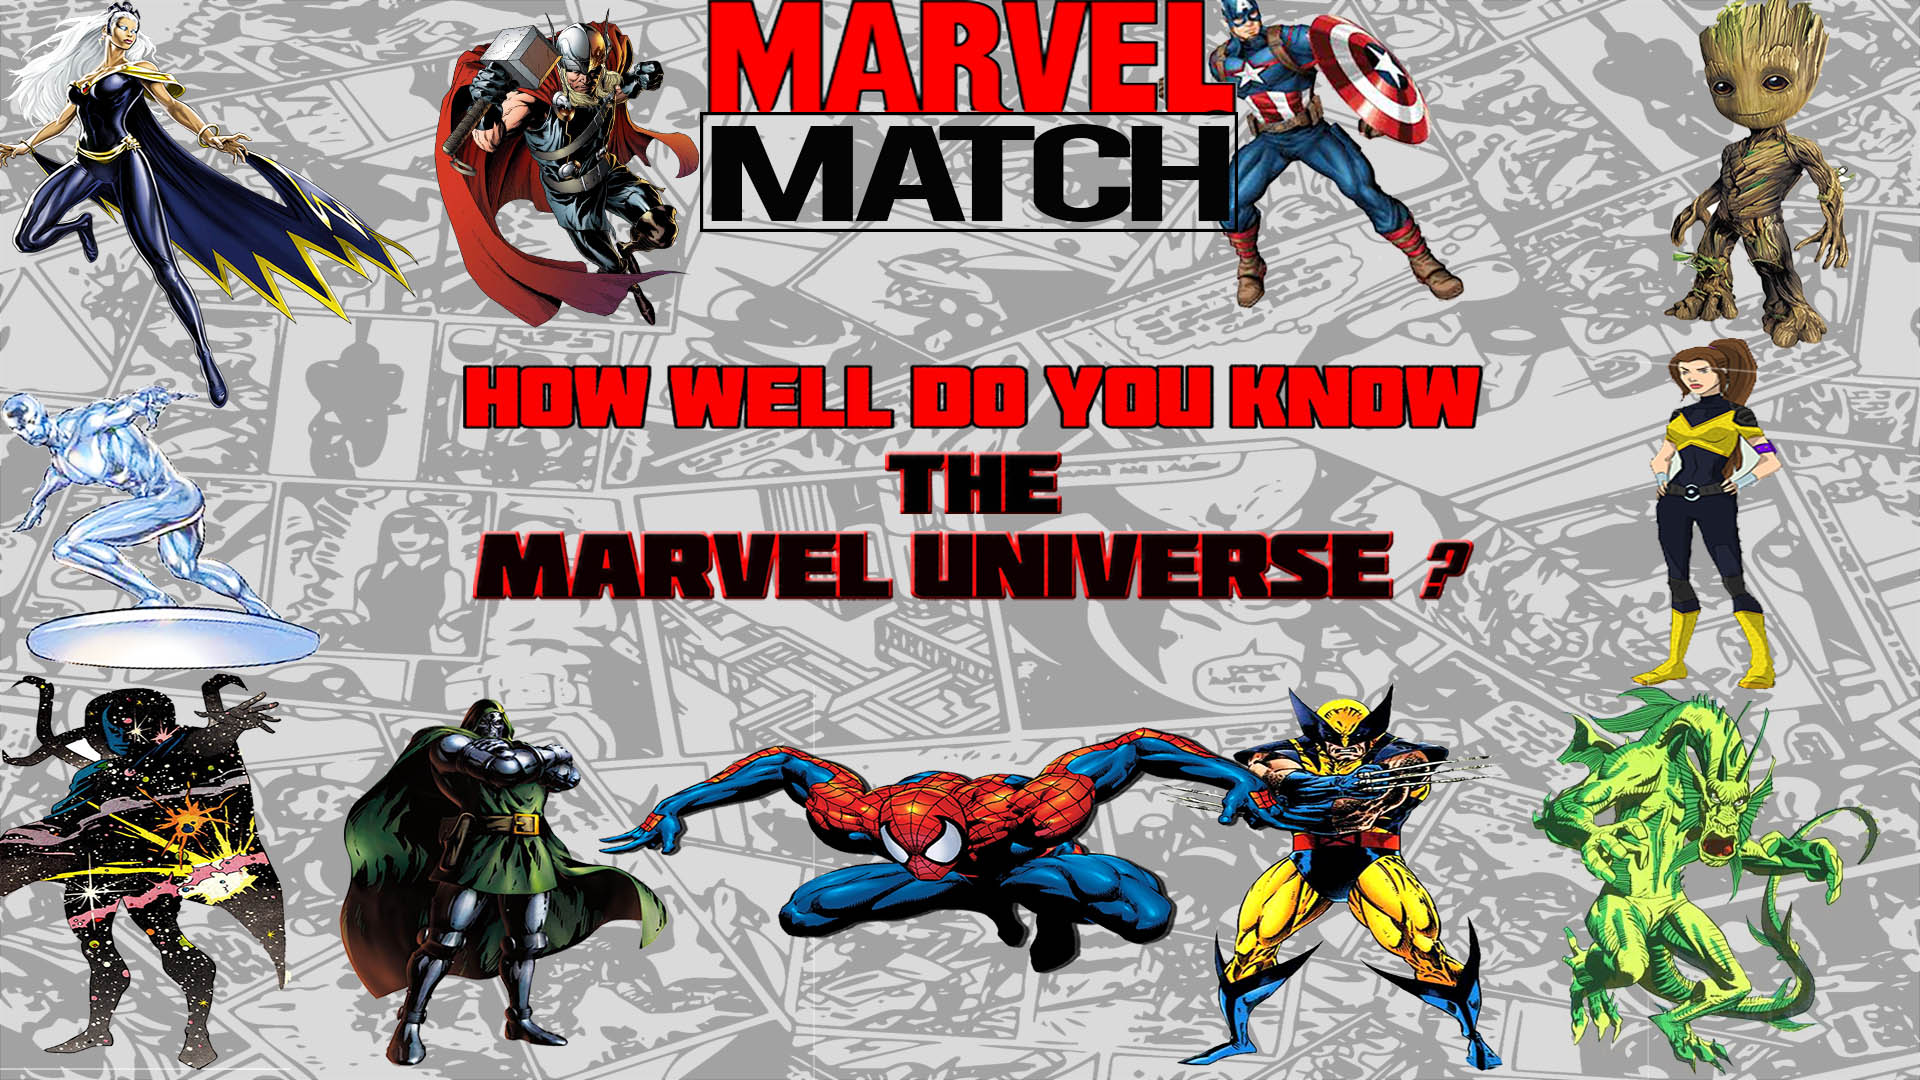 MARVEL
MATCH
HOW WELL DO YOU KNOW
THE
MARVEL UNIVERSE ?